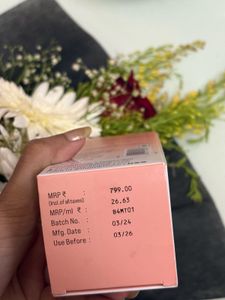 MRP ₹ : 799.00
(Incl. of all taxes)
MRP/ml ₹ : 26.63
Batch No. : 84MT01
Mfg. Date : 03/24
Use Before : 03/26